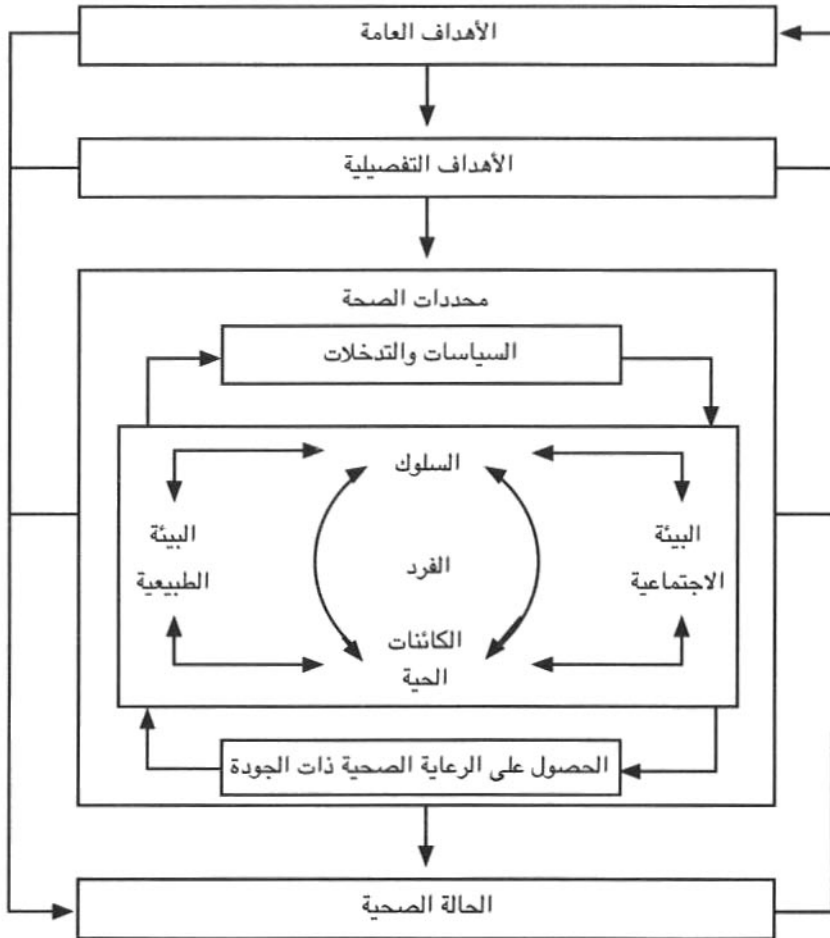 الأهداف العامة
الأهداف التفصيلية
محددات الصحة
السياسات والتدخلات
السلوك
البيئة
الاجتماعية
الفرد
البيئة
الطبيعية
الكائنات
الحية
الحصول على الرعاية الصحية ذات الجودة
الحالة الصحية